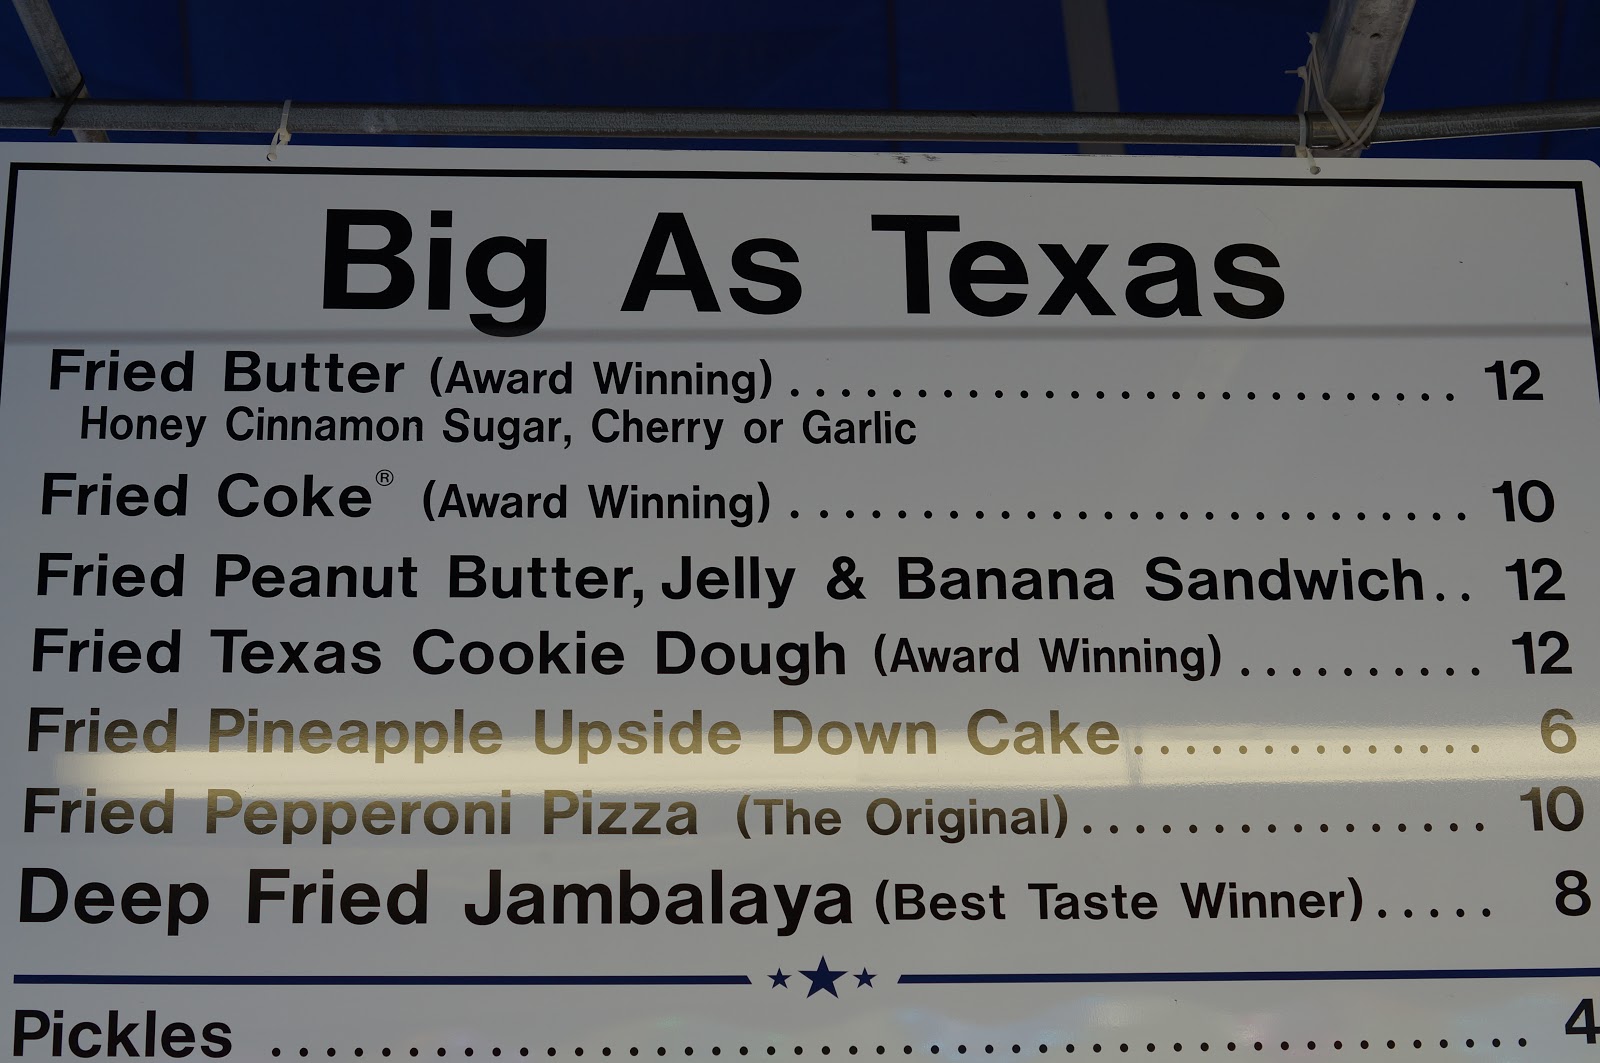 Big As Texas
Fried Butter (Award Winning) .......................... 12
Honey Cinnamon Sugar, Cherry or Garlic
Fried Coke® (Award Winning) .......................... 10
Fried Peanut Butter, Jelly & Banana Sandwich .. 12
Fried Texas Cookie Dough (Award Winning) .......... 12
Fried Pineapple Upside Down Cake .............. 6
Fried Pepperoni Pizza (The Original) ................ 10
Deep Fried Jambalaya (Best Taste Winner) ..... 8
Pickles ........................................ 4